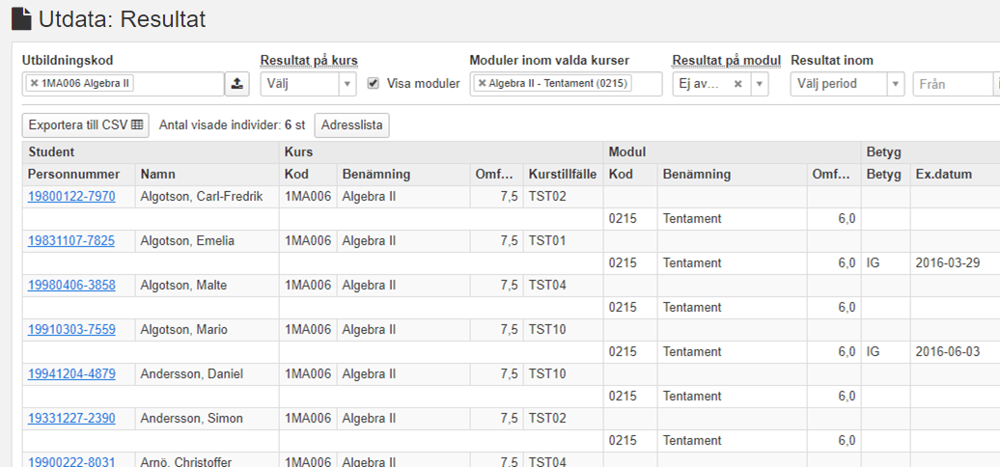 Utdata: Resultat
Utbildningskod Resultat på kurs Moduler inom valda kurser Resultat på modul Resultat inom
1MA006 Algebra II Välj Visa moduler Algebra II - Tentament (0215) Ej av... Välj period Från
Exportera till CSV Antal visade individer: 6 st Adresslista
Student Kurs Modul Betyg
Personnummer Namn Kod Benämning Omf... Kurstillfälle Kod Benämning Omf... Betyg Ex.datum
19800122-7970 Algotson, Carl-Fredrik 1MA006 Algebra II 7,5 TST02
0215 Tentament 6,0
19831107-7825 Algotson, Emelia 1MA006 Algebra II 7,5 TST01
0215 Tentament 6,0 IG 2016-03-29
19980406-3858 Algotson, Malte 1MA006 Algebra II 7,5 TST04
0215 Tentament 6,0
19910303-7559 Algotson, Mario 1MA006 Algebra II 7,5 TST10
0215 Tentament 6,0 IG 2016-06-03
19941204-4879 Andersson, Daniel 1MA006 Algebra II 7,5 TST10
0215 Tentament 6,0
19331227-2390 Andersson, Simon 1MA006 Algebra II 7,5 TST02
0215 Tentament 6,0
19900222-8031 Arnö, Christoffer 1MA006 Algebra II 7,5 TST04